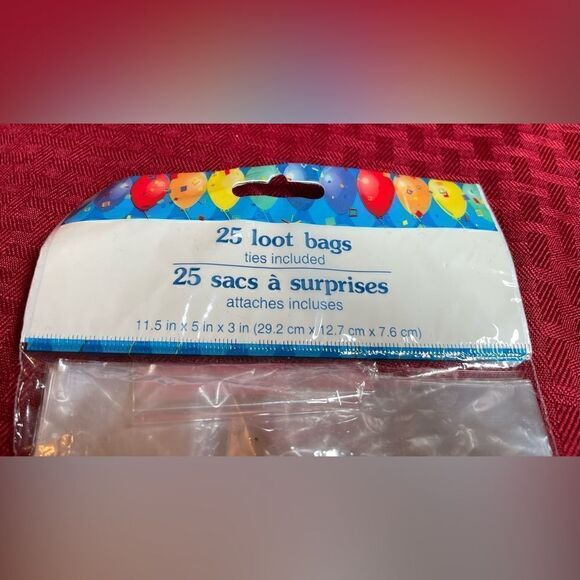 25 loot bags
ties included
25 sacs à surprises
attaches incluses
11.5 in x 5 in x 3 in (29.2 cm x 12.7 cm x 7.6 cm)